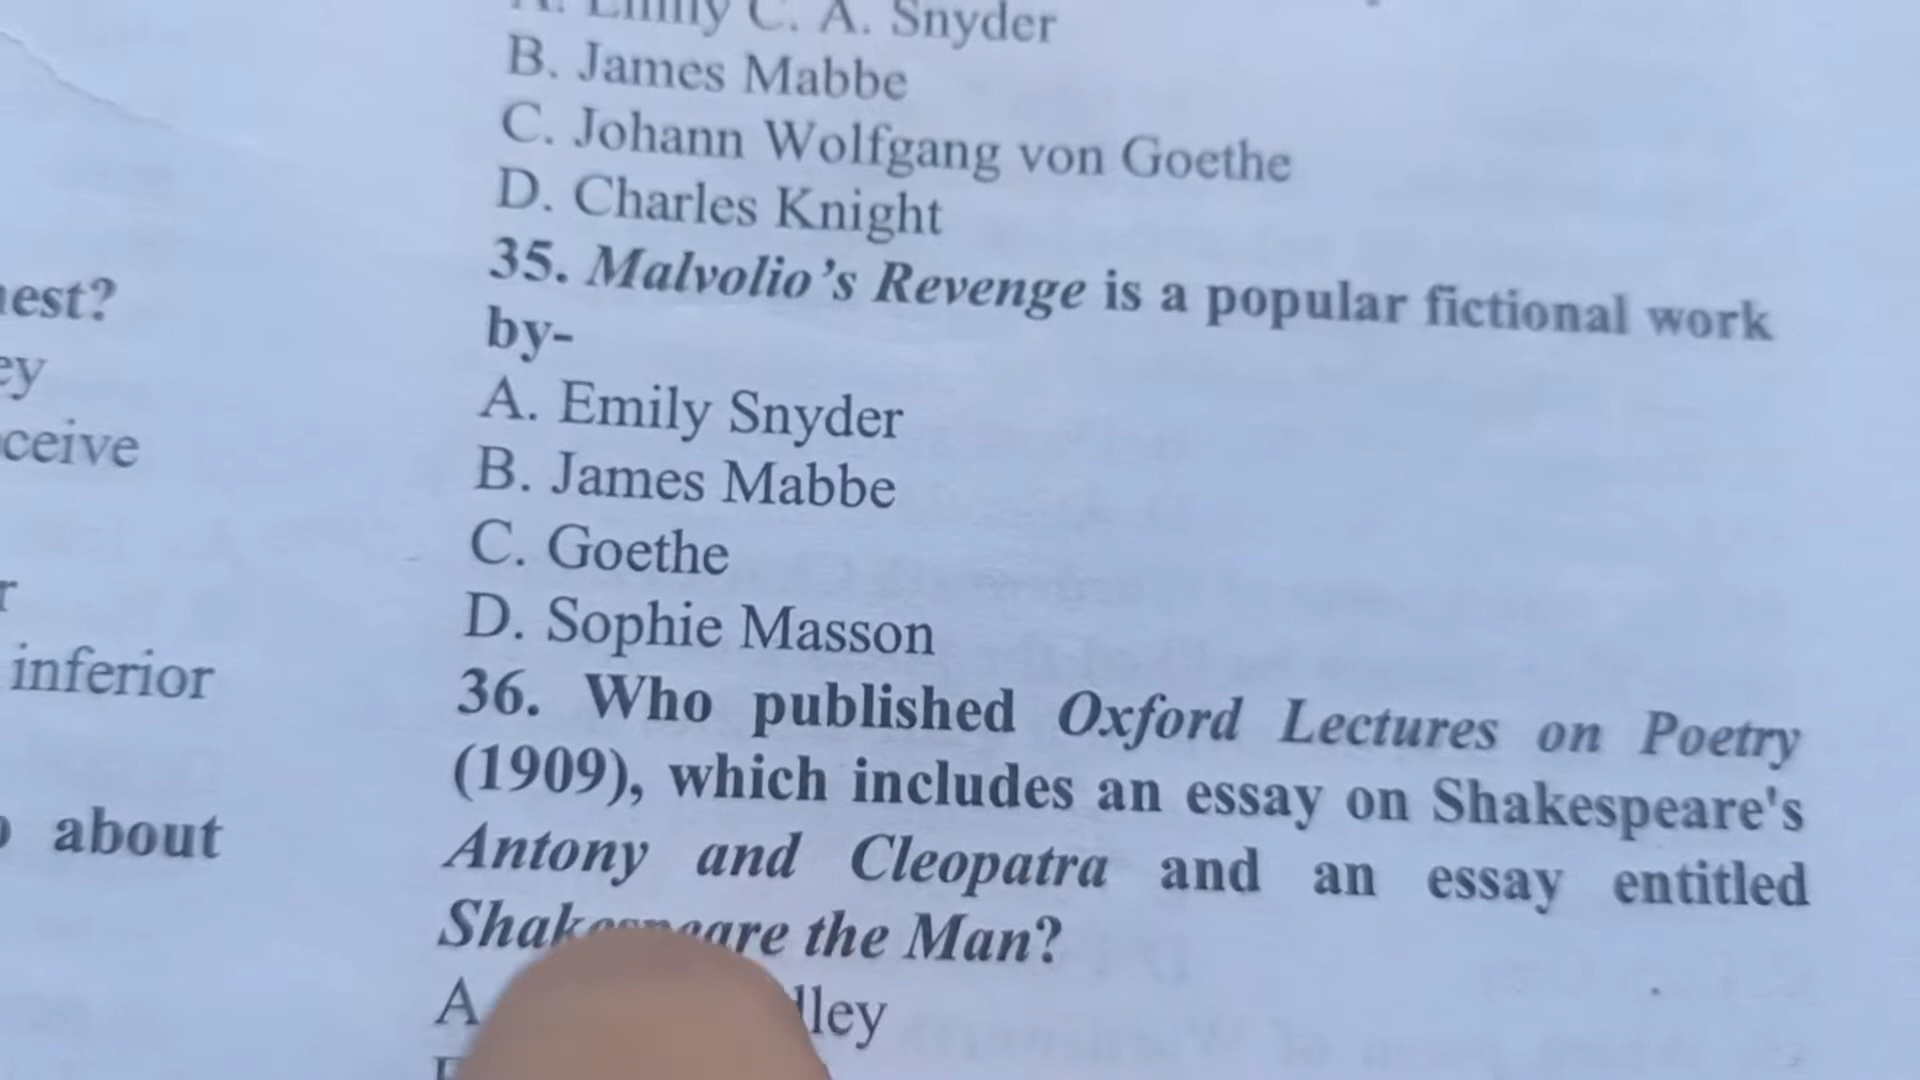 C. A. Snyder
B. James Mabbe
C. Johann Wolfgang von Goethe
D. Charles Knight
35. Malvolio's Revenge is a popular fictional work
by-
A. Emily Snyder
B. James Mabbe
C. Goethe
D. Sophie Masson
36. Who published Oxford Lectures on Poetry
(1909), which includes an essay on Shakespeare's
Antony and Cleopatra and an essay entitled
the Man?
A
inferior
about